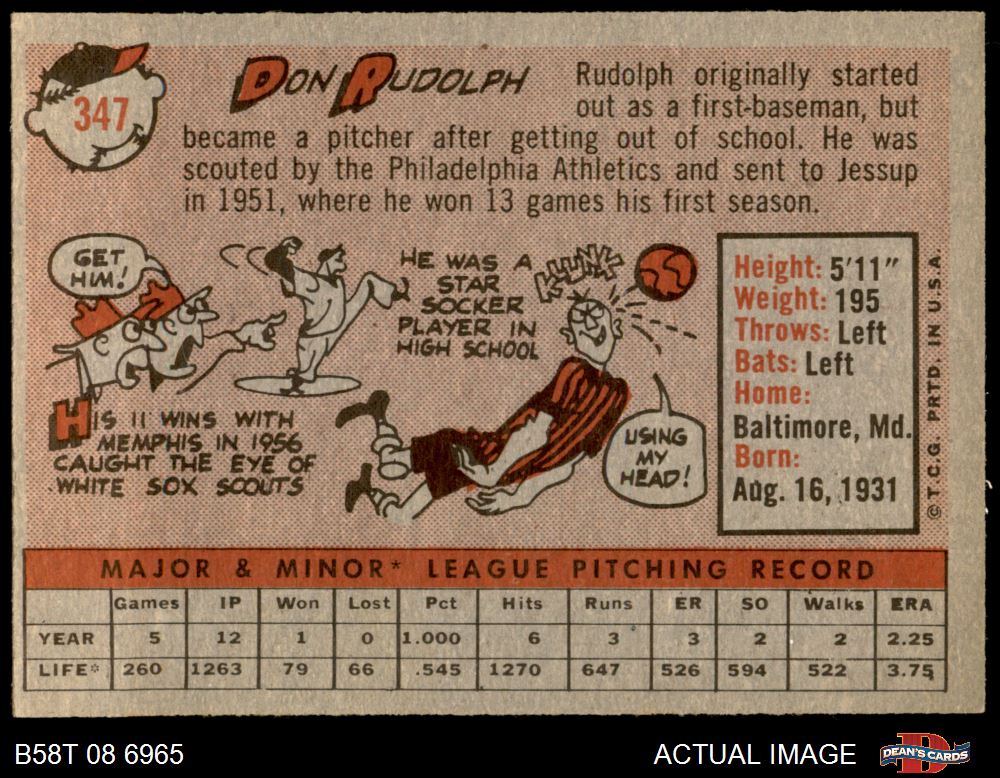 347
DON RUDOLPH
Rudolph originally started
out as a first-baseman, but
became a pitcher after getting out of school. He was
scouted by the Philadelphia Athletics and sent to Jessup
in 1951, where he won 13 games his first season.
GET
HIM!
HIS 11 WINS WITH
MEMPHIS IN 1956
CAUGHT THE EYE OF
WHITE SOX SCOUTS
HE WAS A
STAR
SOCKER
PLAYER IN
HIGH SCHOOL
KLUNK
USING
MY
HEAD!
Height: 5'11"
Weight: 195
Throws: Left
Bats: Left
Home:
Baltimore, Md.
Born:
Aug. 16, 1931
© T.C.G. PRTD. IN U.S.A.
MAJOR & MINOR* LEAGUE PITCHING RECORD
Games IP Won Lost Pct Hits Runs ER SO Walks ERA
YEAR 5 12 1 0 1.000 6 3 3 2 2 2.25
LIFE* 260 1263 79 66 .545 1270 647 526 594 522 3.75
B58T 08 6965
ACTUAL IMAGE
DEAN'S CARDS